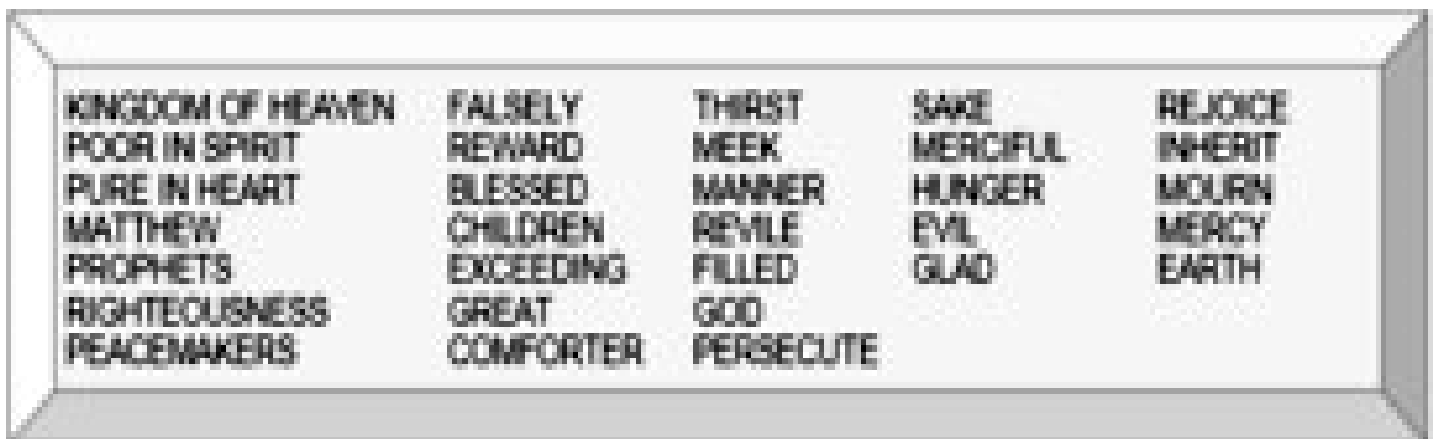 KINGDOM OF HEAVEN FALSELY THIRST SAKE REJOICE
POOR IN SPIRIT REWARD MEEK MERCIFUL INHERIT
PURE IN HEART BLESSED MANNER HUNGER MOURN
MATTHEW CHILDREN REVILE EVIL MERCY
PROPHETS EXCEEDING FILLED GLAD EARTH
RIGHTEOUSNESS GREAT GOD
PEACEMAKERS COMFORTER PERSECUTE